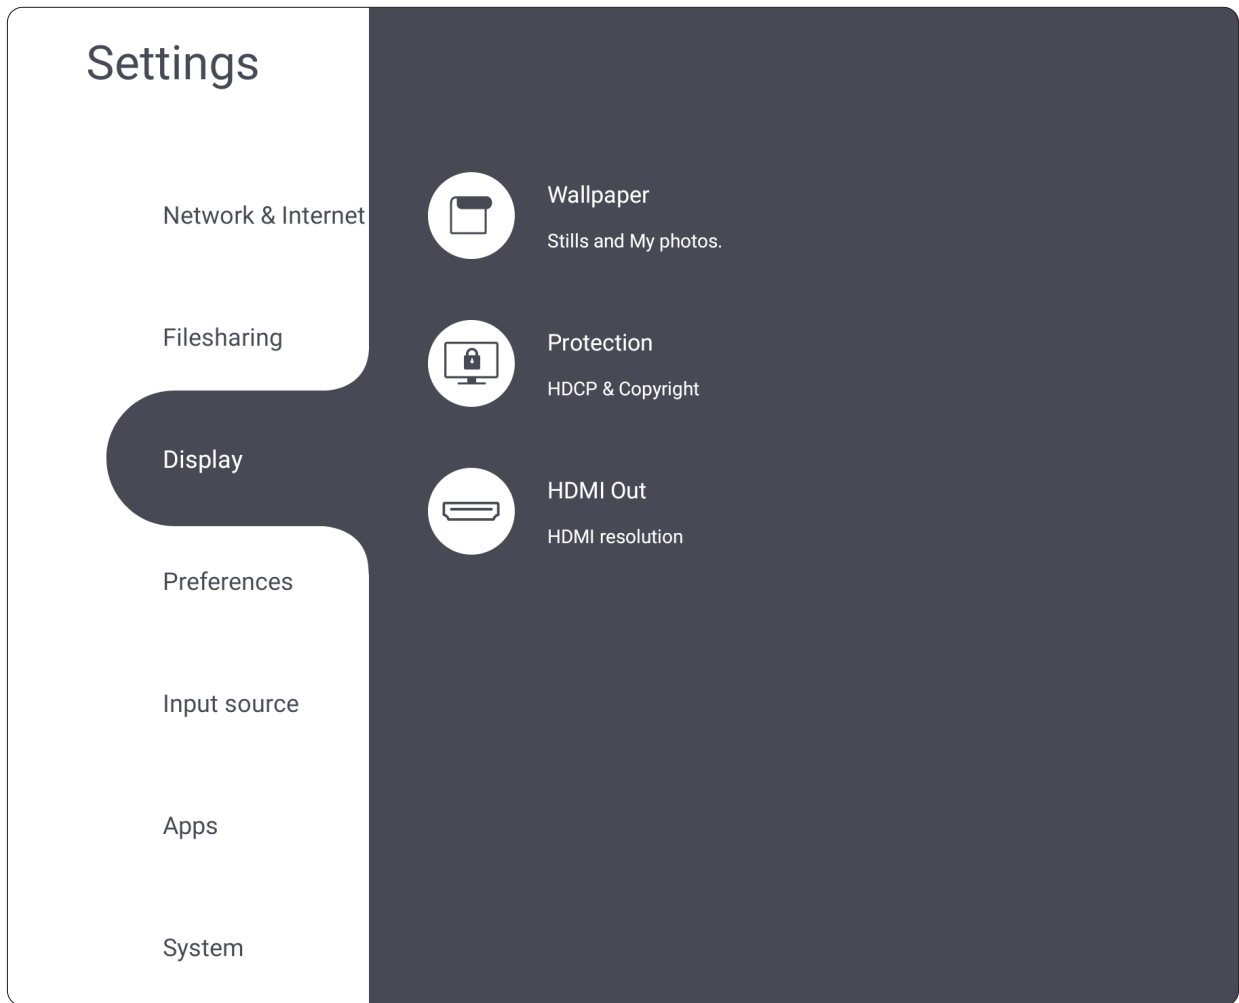 Settings
Network & Internet
Filesharing
Display
Preferences
Input source
Apps
System
Wallpaper
Stills and My photos.
Protection
HDCP & Copyright
HDMI Out
HDMI resolution